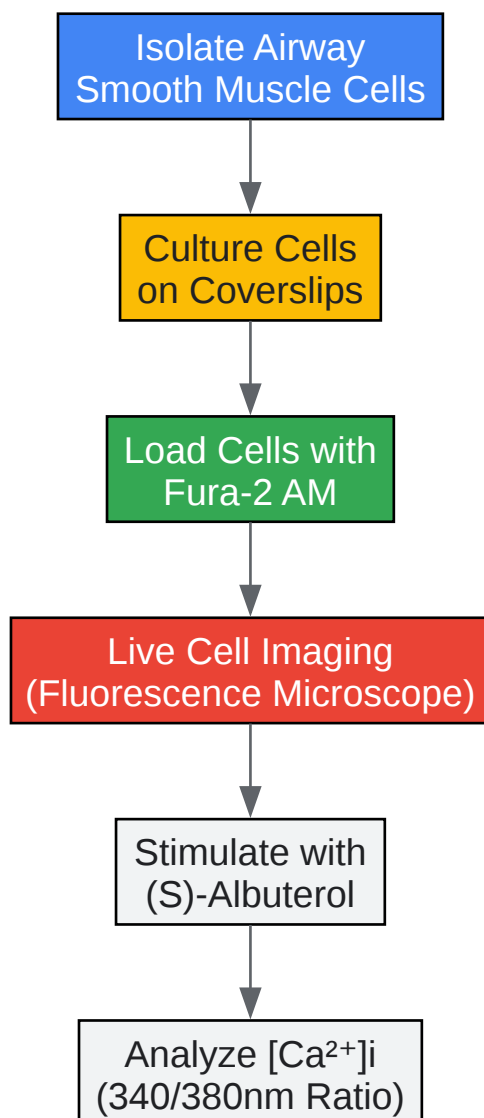 Isolate Airway
Smooth Muscle Cells
Culture Cells
on Coverslips
Load Cells with
Fura-2 AM
Live Cell Imaging
(Fluorescence Microscope)
Stimulate with
(S)-Albuterol
Analyze [Ca²⁺]i
(340/380nm Ratio)